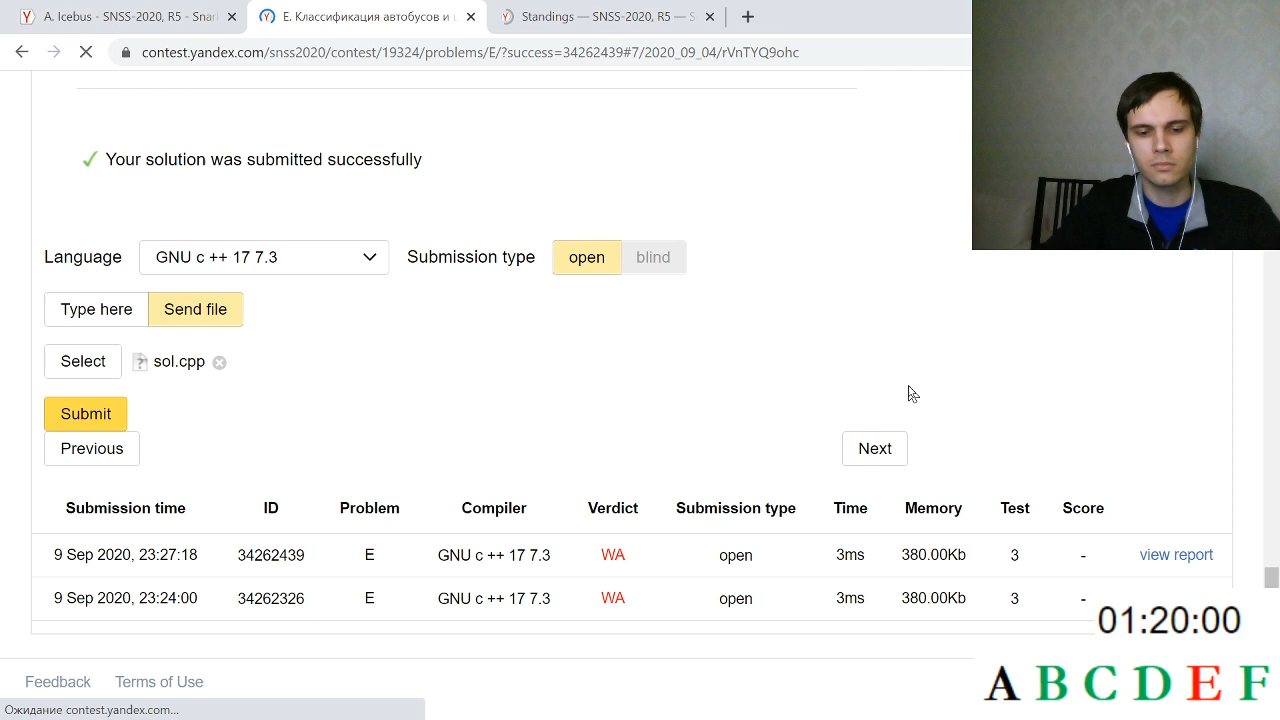 A. Icebus - SNSS-2020, R5 - Snar
E. Классификация автобусов и ц
Standings — SNSS-2020, R5 — S
contest.yandex.com/snss2020/contest/19324/problems/E/?success=34262439#7/2020_09_04/rVnTYQ9ohc
Your solution was submitted successfully
Language GNU c ++ 17 7.3 Submission type open blind
Type here Send file
Select sol.cpp
Submit
Previous Next
Submission time ID Problem Compiler Verdict Submission type Time Memory Test Score
9 Sep 2020, 23:27:18 34262439 E GNU c ++ 17 7.3 WA open 3ms 380.00Kb 3 - view report
9 Sep 2020, 23:24:00 34262326 E GNU c ++ 17 7.3 WA open 3ms 380.00Kb 3 -
01:20:00
A B C D E F
Feedback Terms of Use
Ожидание contest.yandex.com...